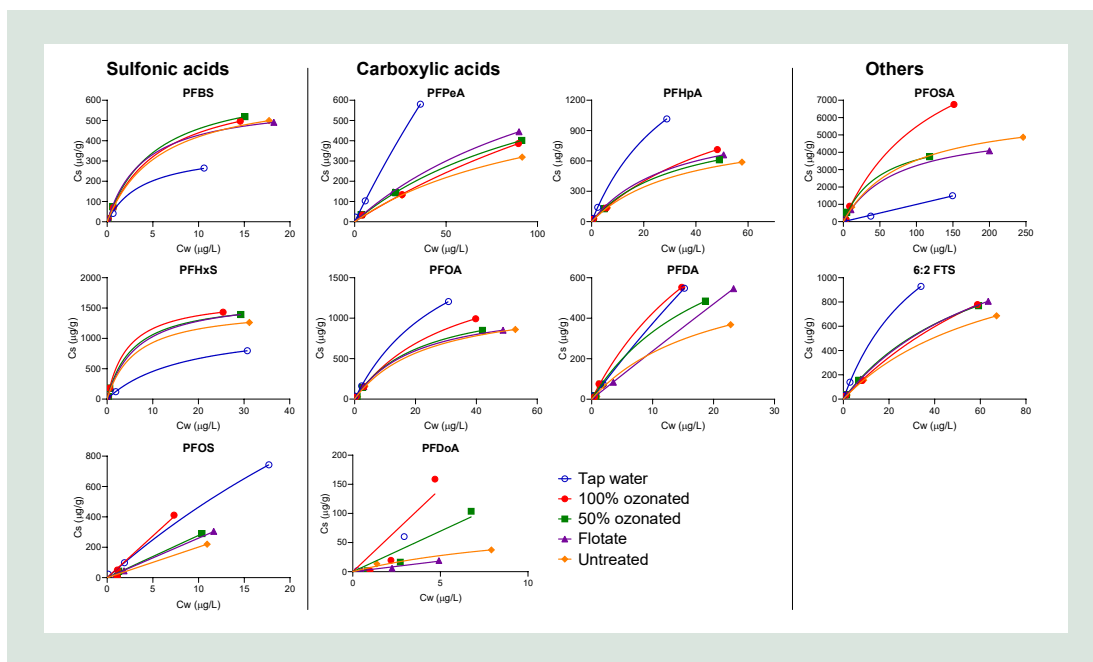 Sulfonic acids
Carboxylic acids
Others
PFBS
600
500
400
300
200
100
0
0
5
10
15
20
Cs (µg/g)
Cw (µg/L)
PFPeA
600
500
400
300
200
100
0
50
100
Cs (µg/g)
Cw (µg/L)
PFHpA
1200
900
600
300
0
0
20
40
60
Cs (µg/g)
Cw (µg/L)
PFOSA
7000
6000
5000
4000
3000
2000
1000
0
0
50
100
150
200
250
Cs (µg/g)
Cw (µg/L)
PFHxS
2000
1500
1000
500
0
0
10
20
30
40
Cs (µg/g)
Cw (µg/L)
PFOA
1500
1000
500
0
0
20
40
60
Cs (µg/g)
Cw (µg/L)
PFDA
600
400
200
0
0
10
20
30
Cs (µg/g)
Cw (µg/L)
6:2 FTS
1000
800
600
400
200
0
0
20
40
60
80
Cs (µg/g)
Cw (µg/L)
PFOS
800
600
400
200
0
0
5
10
15
20
Cs (µg/g)
Cw (µg/L)
PFDoA
200
150
100
50
0
0
5
10
Cs (µg/g)
Cw (µg/L)
Tap water
100% ozonated
50% ozonated
Flotate
Untreated